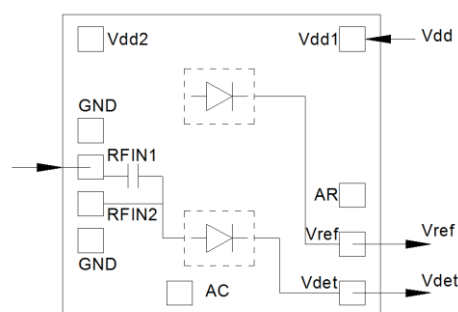 Vdd2
Vdd1
Vdd
GND
RFIN1
RFIN2
GND
AR
Vref
Vref
Vdet
Vdet
AC